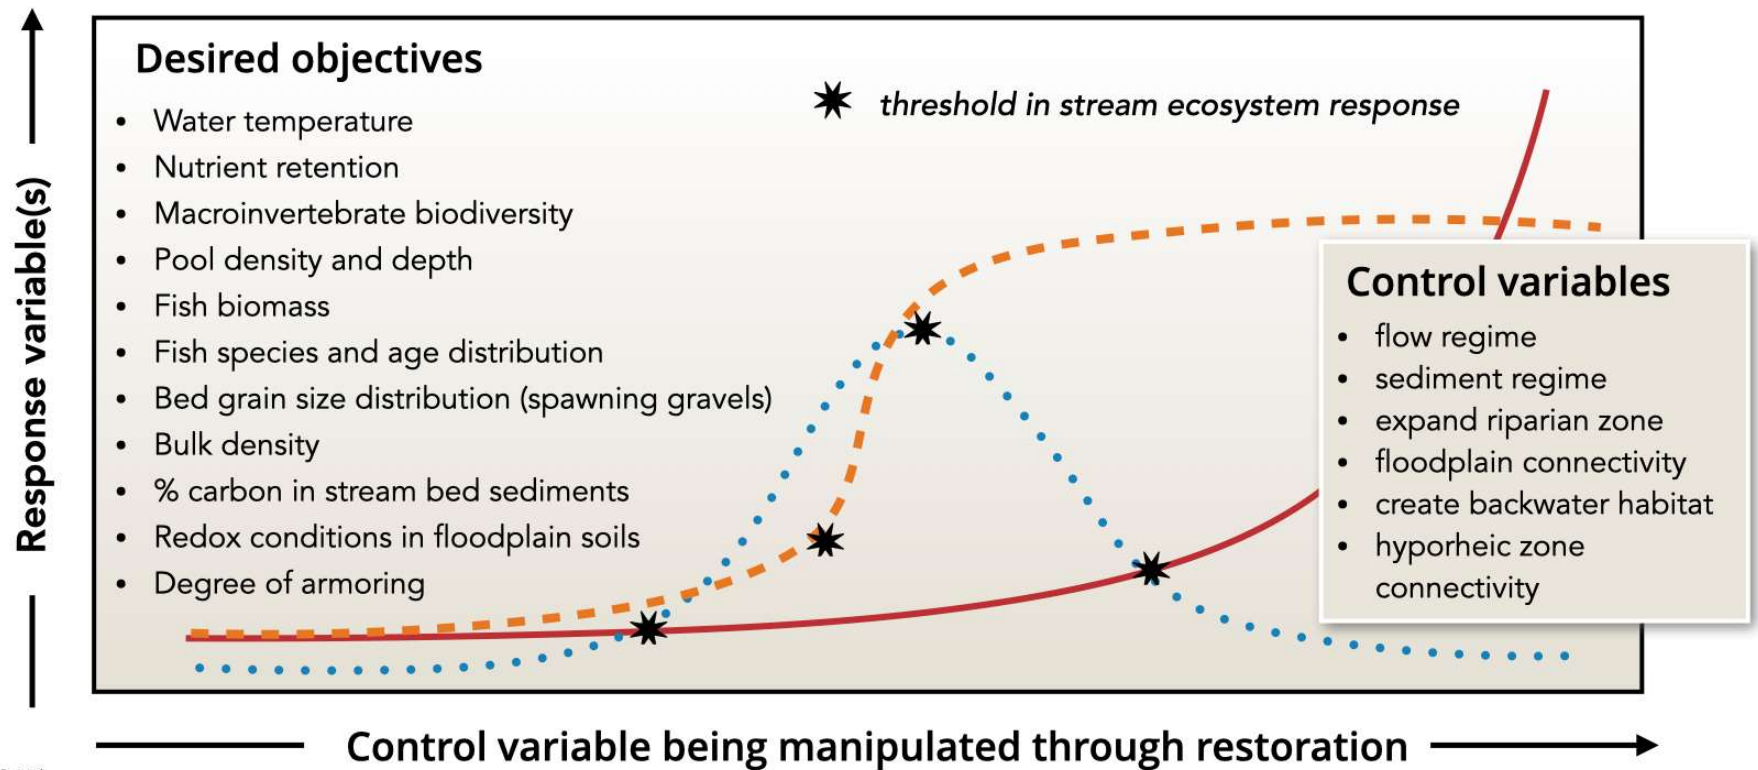 Desired objectives
• Water temperature
• Nutrient retention
• Macroinvertebrate biodiversity
• Pool density and depth
• Fish biomass
• Fish species and age distribution
• Bed grain size distribution (spawning gravels)
• Bulk density
• % carbon in stream bed sediments
• Redox conditions in floodplain soils
• Degree of armoring
threshold in stream ecosystem response
Control variables
• flow regime
• sediment regime
• expand riparian zone
• floodplain connectivity
• create backwater habitat
• hyporheic zone
connectivity
Response variable(s)
Control variable being manipulated through restoration